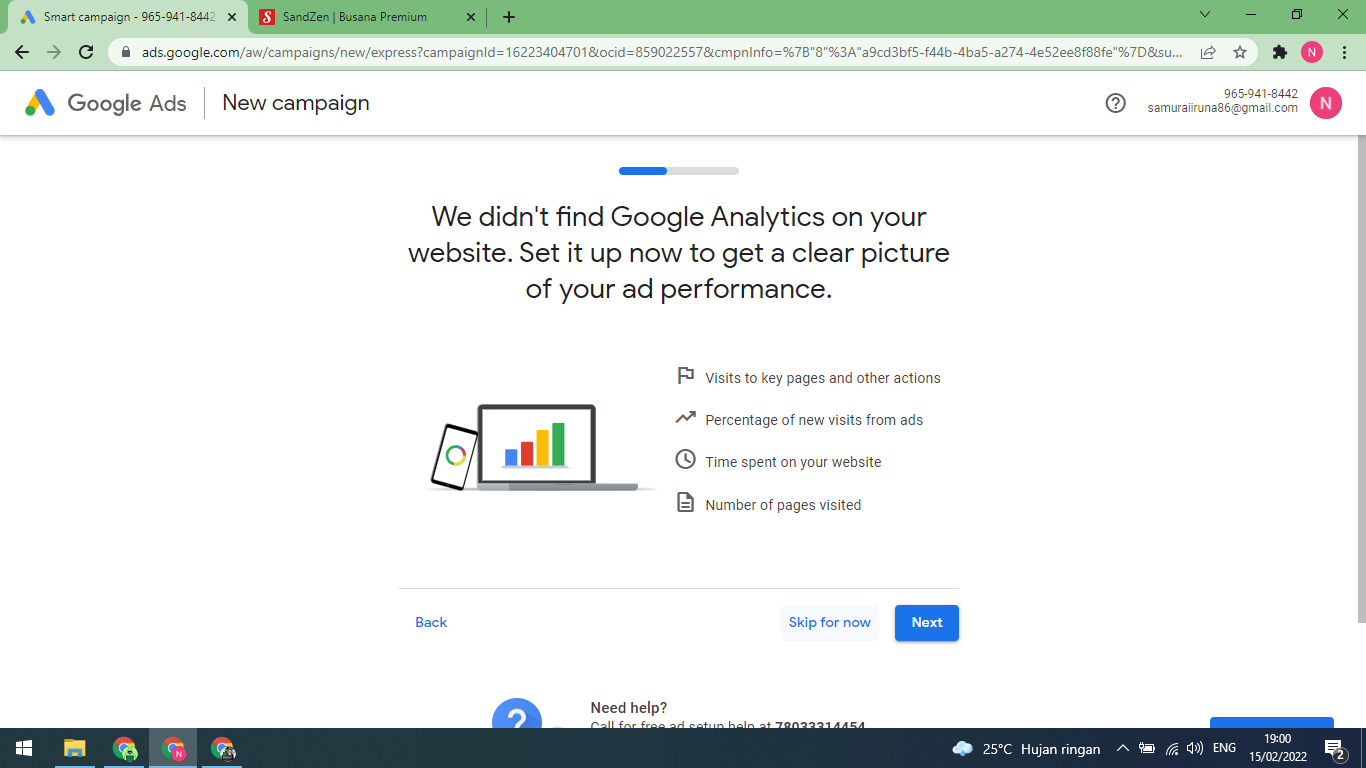 Smart campaign - 965-941-8442
SandZen | Busana Premium
ads.google.com/aw/campaigns/new/express?campaignId=16223404701&ocid=859022557&cmpnInfo=%7B"8"%3A"a9cd3bf5-f44b-4ba5-a274-4e52ee8f88fe"%7D&su...
N
Google Ads
New campaign
965-941-8442
samuraiiruna86@gmail.com
N
We didn't find Google Analytics on your
website. Set it up now to get a clear picture
of your ad performance.
Visits to key pages and other actions
Percentage of new visits from ads
Time spent on your website
Number of pages visited
Back
Skip for now
Next
Need help?
Call for free ad setup help at 78033314454
25°C Hujan ringan
ENG
19:00
15/02/2022
2